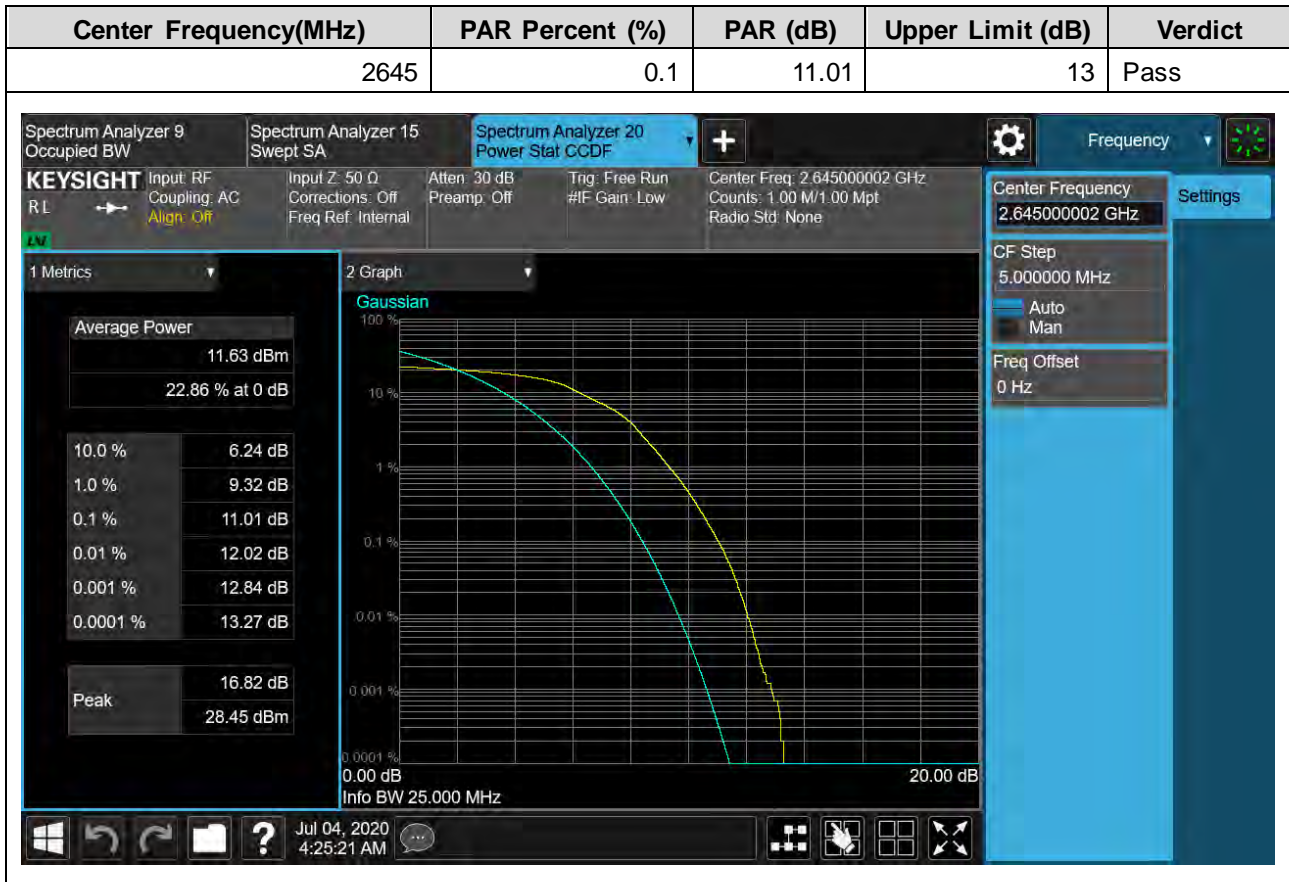 Center Frequency(MHz) PAR Percent (%) PAR (dB) Upper Limit (dB) Verdict
2645 0.1 11.01 13 Pass
Spectrum Analyzer 9 Spectrum Analyzer 15 Spectrum Analyzer 20 Frequency
Occupied BW Swept SA Power Stat CCDF
KEYSIGHT Input: RF Input Z: 50 Ω Atten: 30 dB Trig: Free Run Center Freq: 2.645000002 GHz
RL Coupling: AC Corrections: Off Preamp: Off #IF Gain: Low Counts: 1.00 M/1.00 Mpt
Align: Off Freq Ref: Internal Radio Std: None
Center Frequency Settings
2.645000002 GHz
CF Step
5.000000 MHz
Auto
Man
Freq Offset
0 Hz
1 Metrics
Average Power
11.63 dBm
22.86 % at 0 dB
10.0 % 6.24 dB
1.0 % 9.32 dB
0.1 % 11.01 dB
0.01 % 12.02 dB
0.001 % 12.84 dB
0.0001 % 13.27 dB
Peak 16.82 dB
28.45 dBm
2 Graph
Gaussian
100 %
10 %
1 %
0.1 %
0.01 %
0.001 %
0.0001 %
0.00 dB 20.00 dB
Info BW 25.000 MHz
? Jul 04, 2020
4:25:21 AM